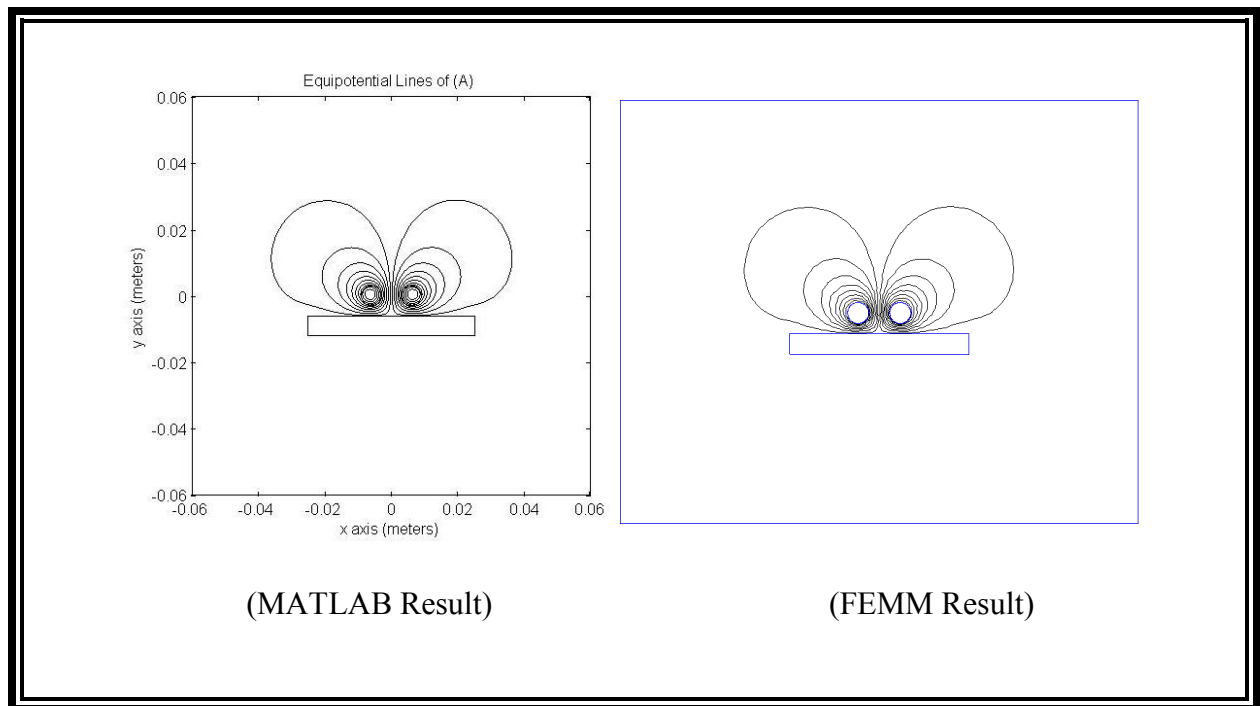 Equipotential Lines of (A)
0.06
0.04
0.02
0
-0.02
-0.04
-0.06
y axis (meters)
-0.06 -0.04 -0.02 0 0.02 0.04 0.06
x axis (meters)
(MATLAB Result)
(FEMM Result)